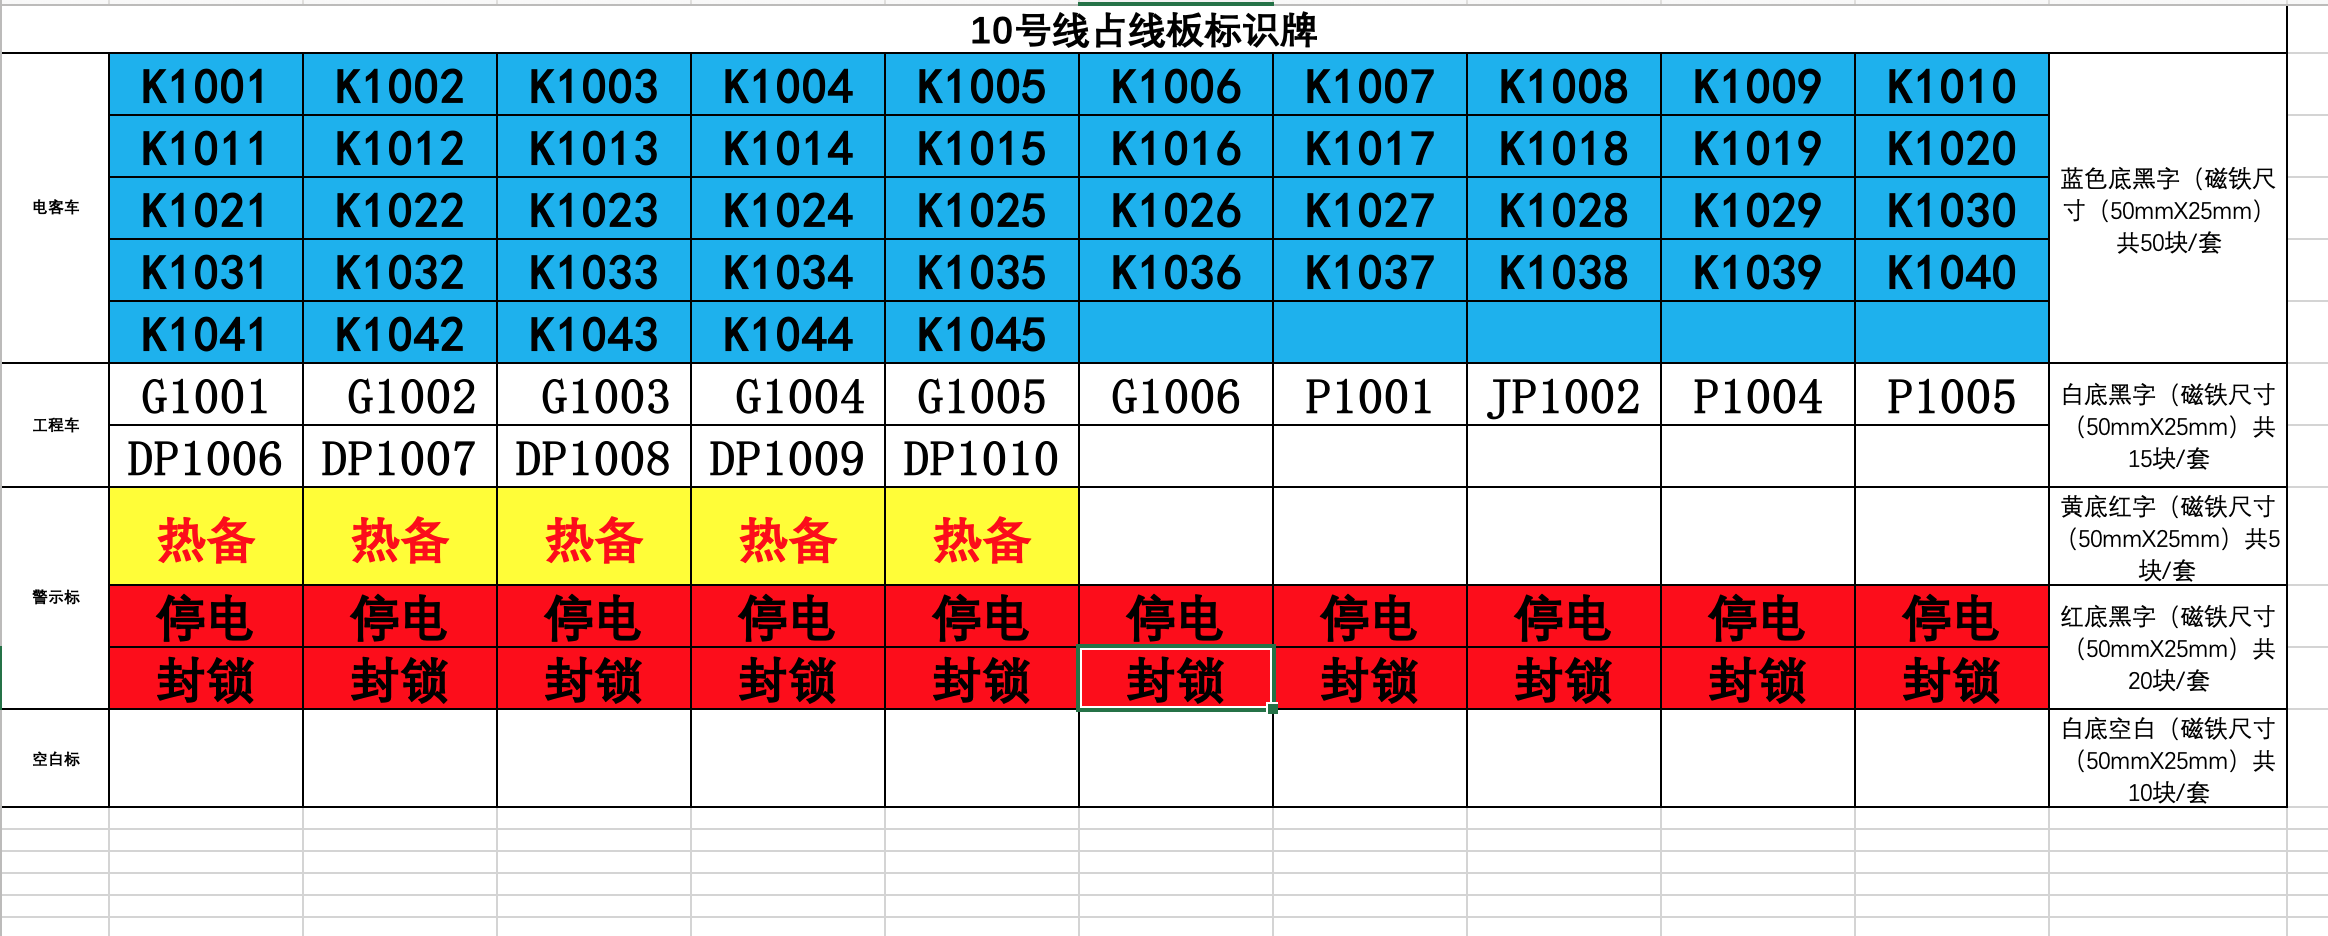 10号线占线板标识牌
电客车
K1001 K1002 K1003 K1004 K1005 K1006 K1007 K1008 K1009 K1010
K1011 K1012 K1013 K1014 K1015 K1016 K1017 K1018 K1019 K1020
K1021 K1022 K1023 K1024 K1025 K1026 K1027 K1028 K1029 K1030
K1031 K1032 K1033 K1034 K1035 K1036 K1037 K1038 K1039 K1040
K1041 K1042 K1043 K1044 K1045
蓝色底黑字（磁铁尺
寸（50mmX25mm）
共50块/套
工程车
G1001 G1002 G1003 G1004 G1005 G1006 P1001 JP1002 P1004 P1005
DP1006 DP1007 DP1008 DP1009 DP1010
白底黑字（磁铁尺寸
（50mmX25mm）共
15块/套
警示标
热备 热备 热备 热备 热备
黄底红字（磁铁尺寸
（50mmX25mm）共5
块/套
停电 停电 停电 停电 停电 停电 停电 停电 停电 停电
封锁 封锁 封锁 封锁 封锁 封锁 封锁 封锁 封锁 封锁
红底黑字（磁铁尺寸
（50mmX25mm）共
20块/套
空白标
白底空白（磁铁尺寸
（50mmX25mm）共
10块/套